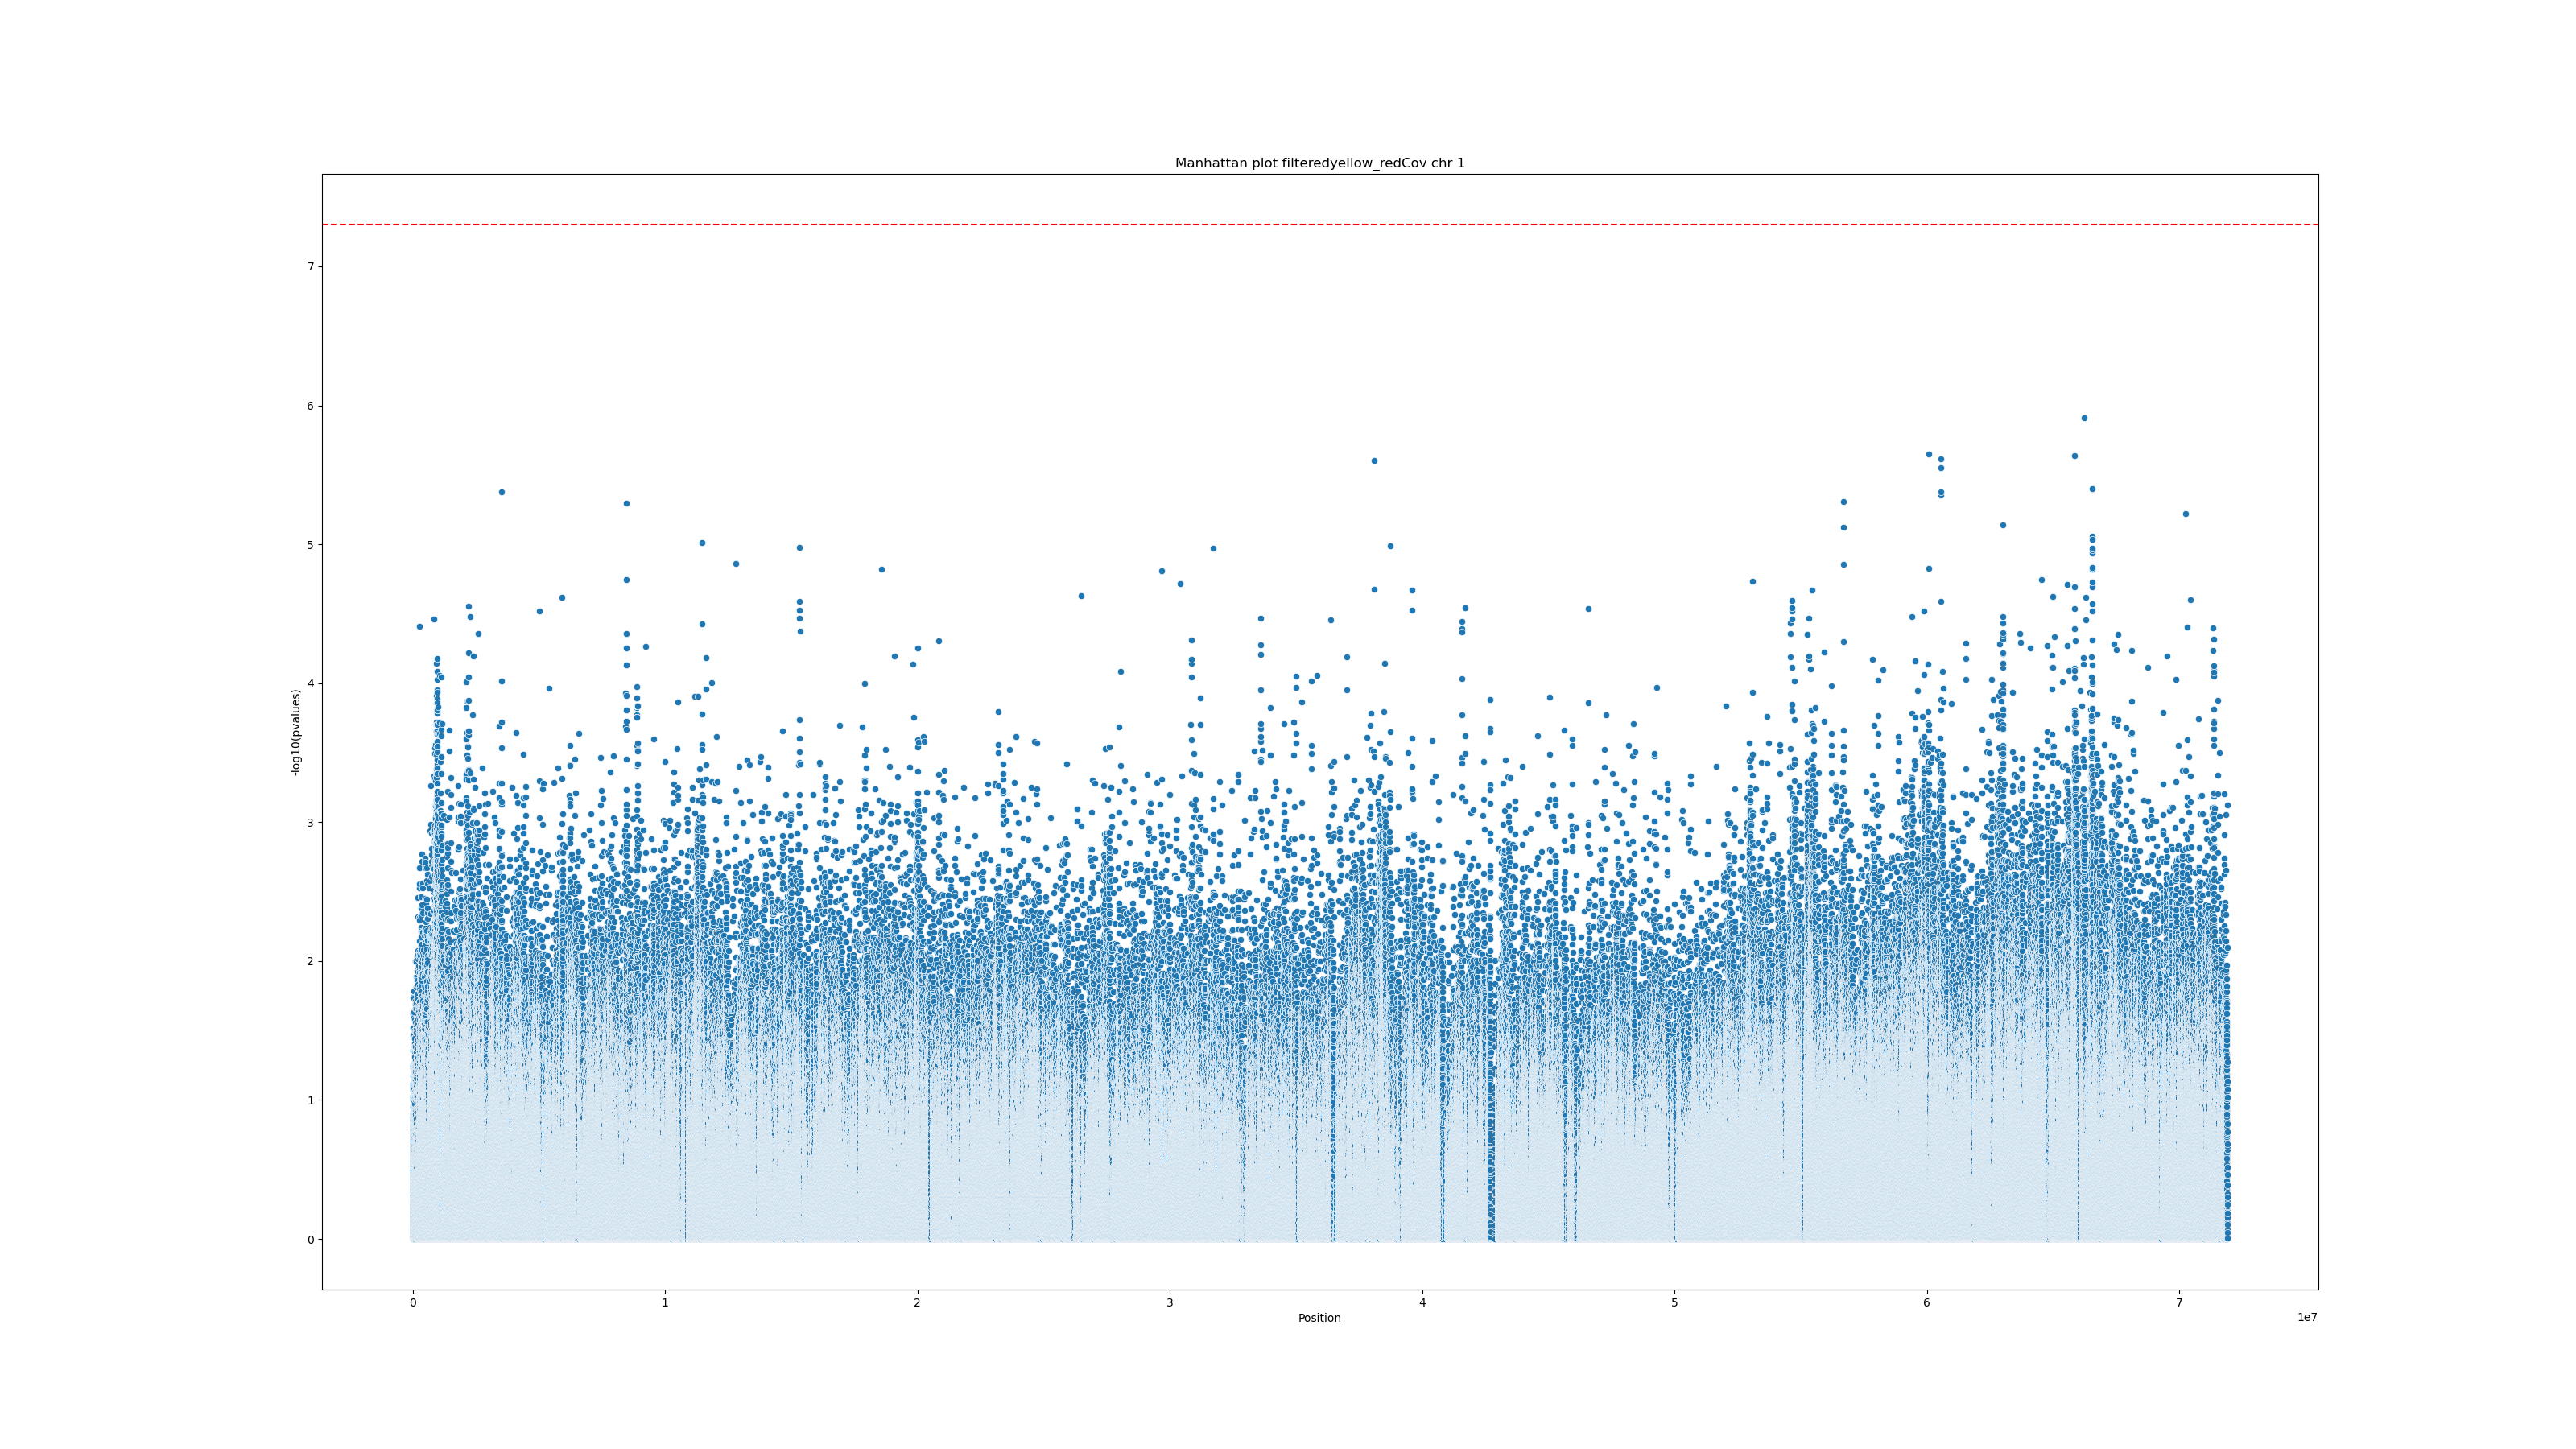 Manhattan plot filteredyellow_redCov chr 1
-log10(pvalues)
7
6
5
4
3
2
1
0
0 1 2 3 4 5 6 7
Position
1e7